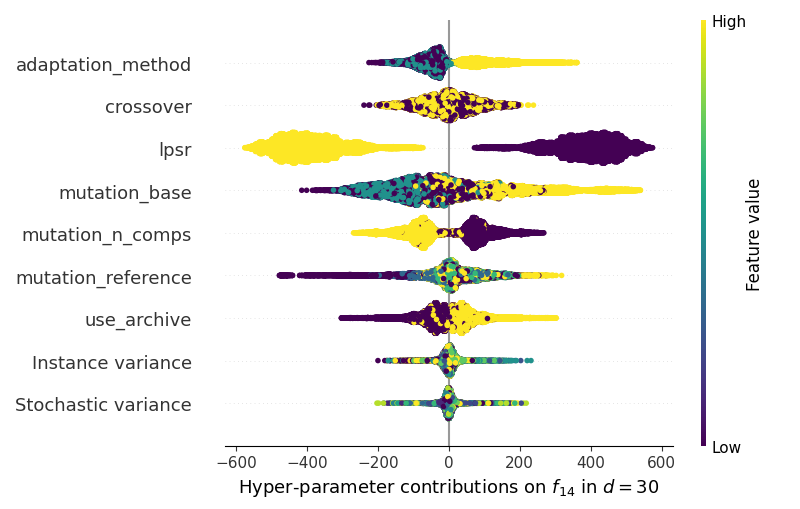 High
adaptation_method
crossover
lpsr
mutation_base
mutation_n_comps
mutation_reference
use_archive
Instance variance
Stochastic variance
Feature value
Low
−600 −400 −200 0 200 400 600
Hyper-parameter contributions on f₁₄ in d = 30